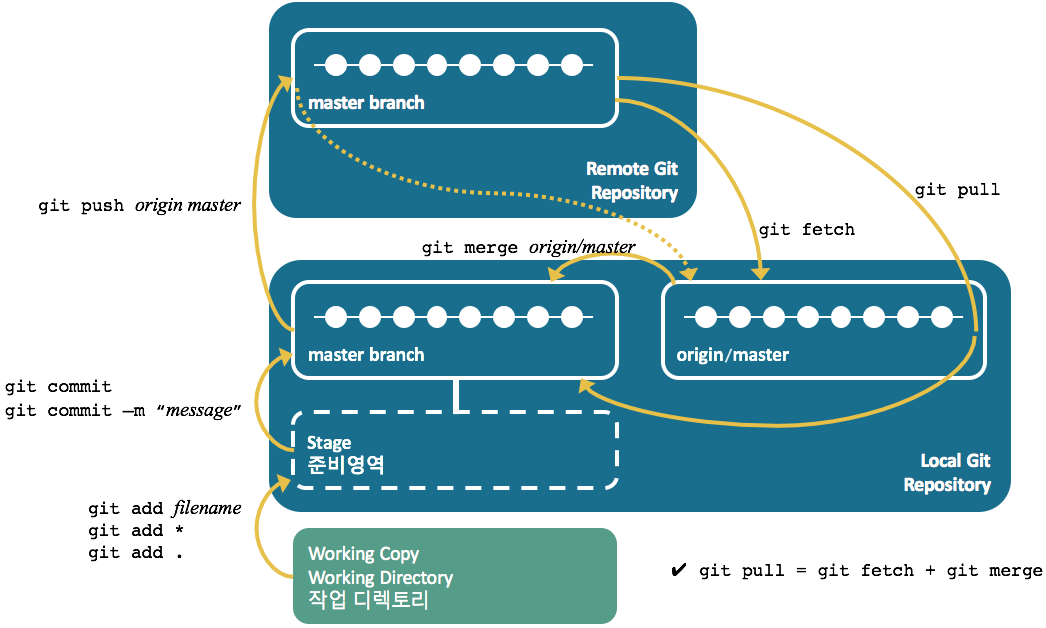 master branch
Remote Git
Repository
git pull
git push origin master
git fetch
git merge origin/master
master branch
origin/master
git commit
git commit –m “message”
Stage
준비영역
Local Git
Repository
git add filename
git add *
git add .
Working Copy
Working Directory
작업 디렉토리
✔ git pull = git fetch + git merge